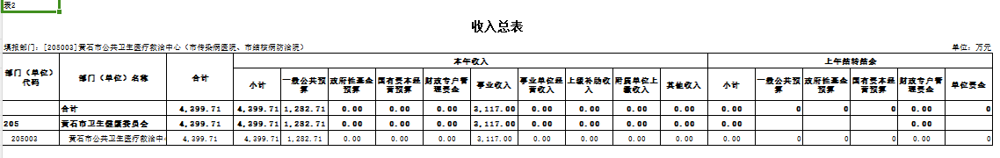 表2
收入总表
填报部门：[205003]黄石市公共卫生医疗救治中心（市传染病医院、市结核病防治院） 单位：万元
部门（单位）代码 部门（单位）名称 合计 本年收入 上年结转结余
小计 一般公共预算 政府性基金预算 国有资本经营预算 财政专户管理资金 事业收入 事业单位经营收入 上级补助收入 附属单位上缴收入 其他收入 小计 一般公共预算 政府性基金预算 国有资本经营预算 财政专户管理资金 单位资金
合计 4,399.71 4,399.71 1,282.71 0.00 0.00 0.00 3,117.00 0.00 0.00 0.00 0.00 0.00 0 0 0 0.00 0
205 黄石市卫生健康委员会 4,399.71 4,399.71 1,282.71 0.00 0.00 0.00 3,117.00 0.00 0.00 0.00 0.00 0.00 0.00
205003 黄石市公共卫生医疗救治中 4,399.71 4,399.71 1,282.71 0.00 0.00 0.00 3,117.00 0.00 0.00 0.00 0.00 0.00 0 0 0 0.00 0